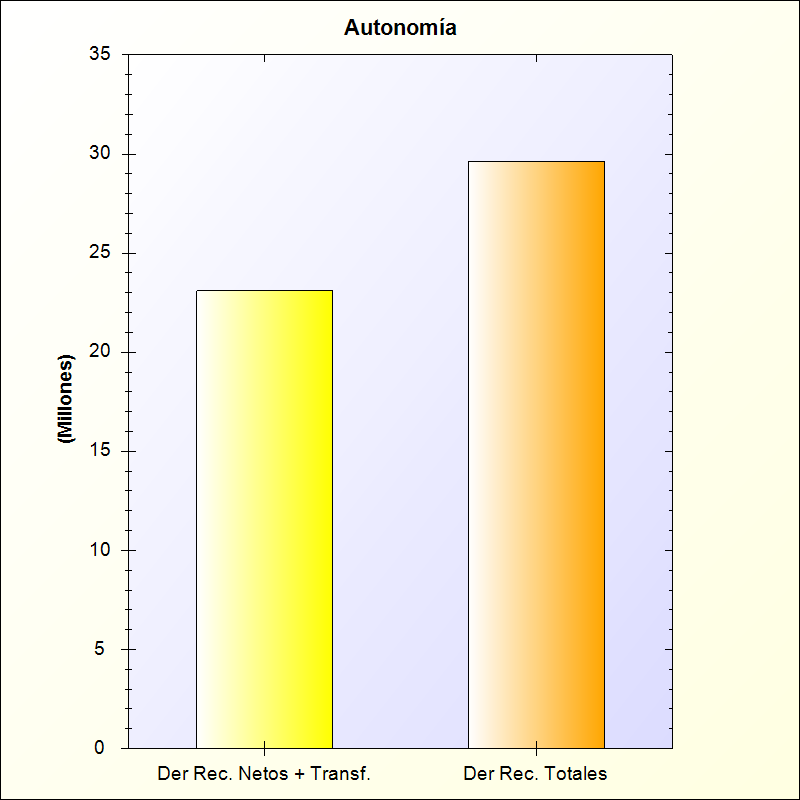 Autonomía
35
30
25
20
15
10
5
0
(Millones)
Der Rec. Netos + Transf.
Der Rec. Totales